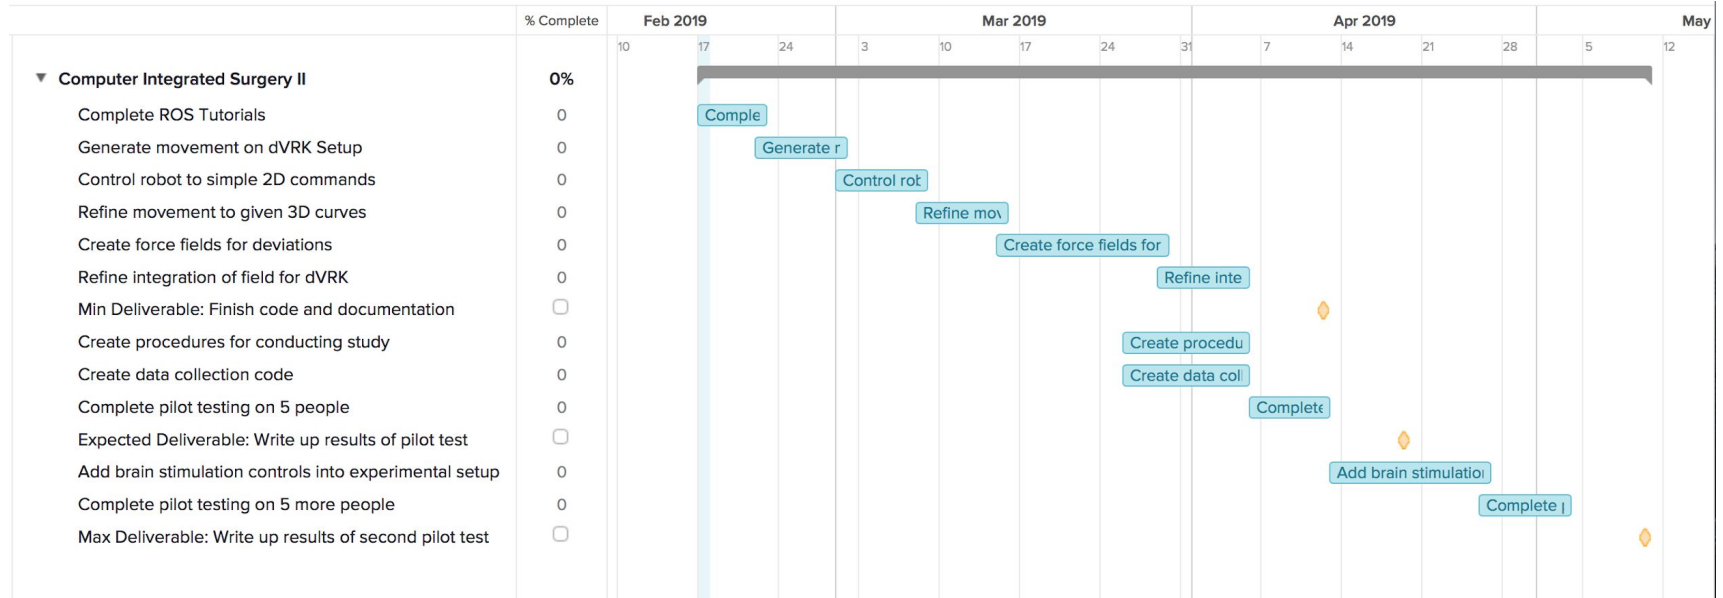 % Complete Feb 2019 Mar 2019 Apr 2019 May
10 17 24 3 10 17 24 31 7 14 21 28 5 12
Computer Integrated Surgery II 0%
Complete ROS Tutorials 0 Comple
Generate movement on dVRK Setup 0 Generate r
Control robot to simple 2D commands 0 Control rot
Refine movement to given 3D curves 0 Refine mov
Create force fields for deviations 0 Create force fields for
Refine integration of field for dVRK 0 Refine inte
Min Deliverable: Finish code and documentation
Create procedures for conducting study 0 Create procedu
Create data collection code 0 Create data col
Complete pilot testing on 5 people 0 Complete
Expected Deliverable: Write up results of pilot test
Add brain stimulation controls into experimental setup 0 Add brain stimulatio
Complete pilot testing on 5 more people 0 Complete
Max Deliverable: Write up results of second pilot test